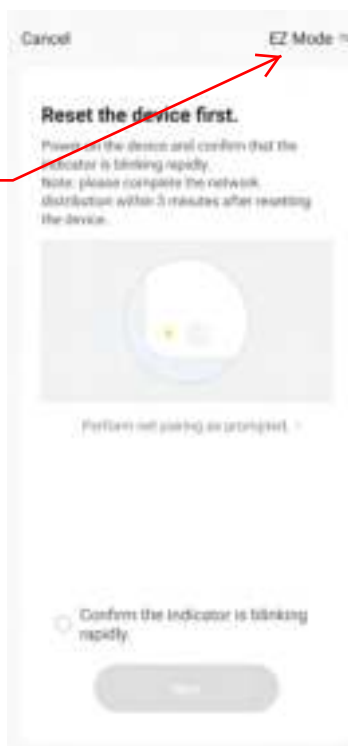 Cancel
EZ Mode
Reset the device first.
Power on the device and confirm that the
indicator is blinking rapidly.
Note: please complete the network
distribution within 3 minutes after resetting
the device.
Perform net pairing as prompted.
Confirm the indicator is blinking
rapidly.